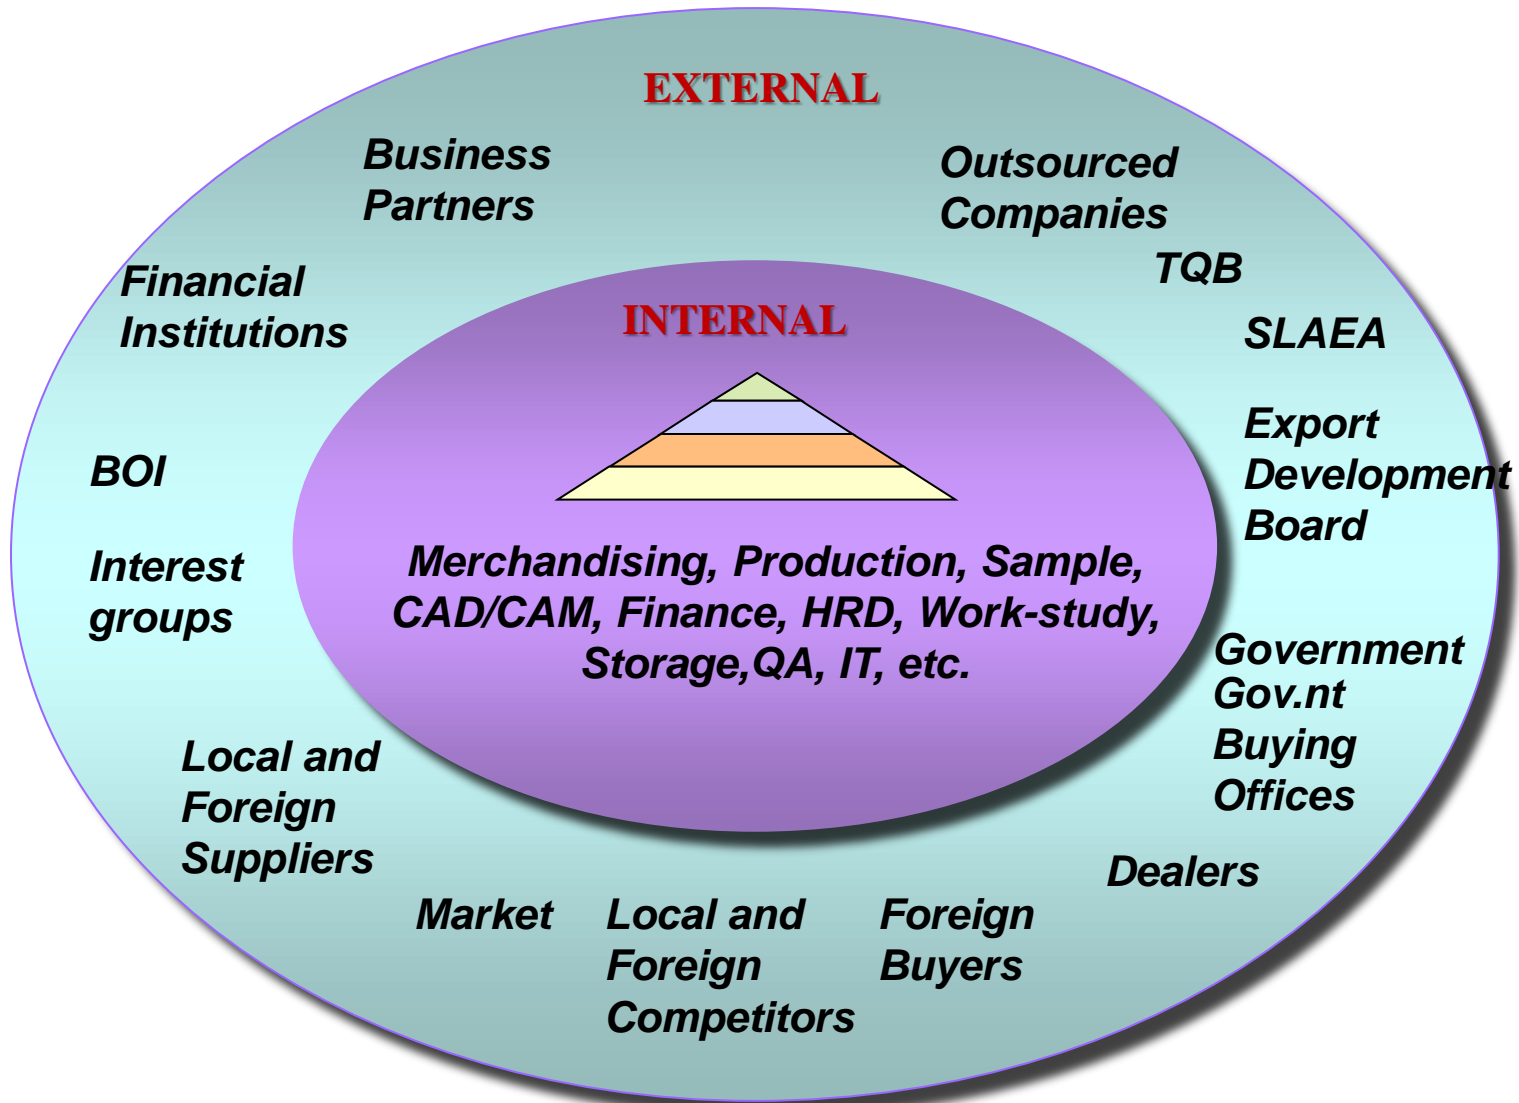 EXTERNAL
Business
Partners
Outsourced
Companies
TQB
Financial
Institutions
SLAEA
INTERNAL
Export
Development
Board
BOI
Interest
groups
Merchandising, Production, Sample,
CAD/CAM, Finance, HRD, Work-study,
Storage,QA, IT, etc.
Government
Gov.nt
Buying
Offices
Local and
Foreign
Suppliers
Dealers
Market
Local and
Foreign
Competitors
Foreign
Buyers